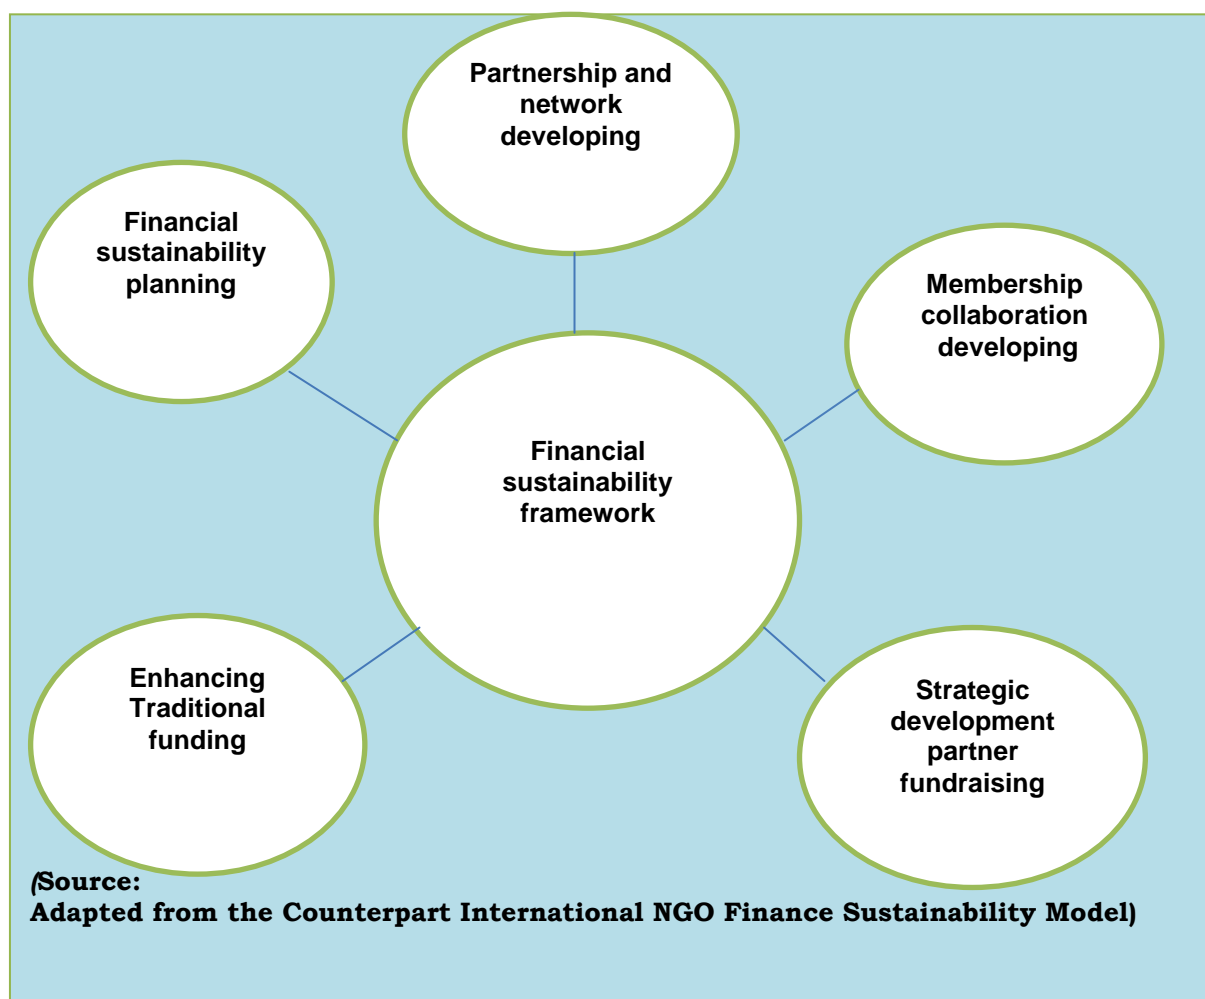 Partnership and
network
developing
Financial
sustainability
planning
Membership
collaboration
developing
Financial
sustainability
framework
Enhancing
Traditional
funding
Strategic
development
partner
fundraising
(Source:
Adapted from the Counterpart International NGO Finance Sustainability Model)